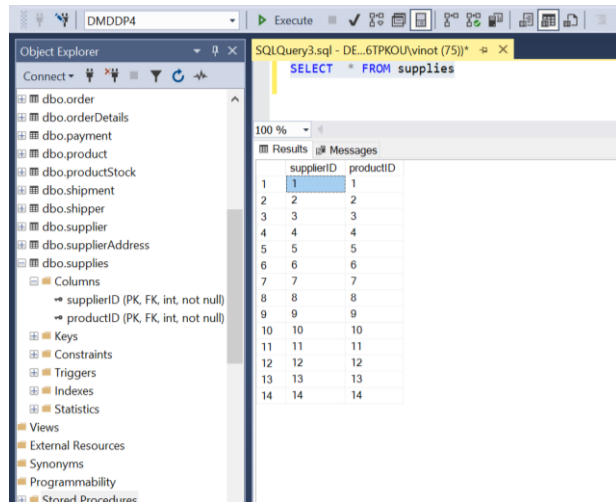 DMDDP4
Execute
Object Explorer
Connect
dbo.order
dbo.orderDetails
dbo.payment
dbo.product
dbo.productStock
dbo.shipment
dbo.shipper
dbo.supplier
dbo.supplierAddress
dbo.supplies
Columns
supplierID (PK, FK, int, not null)
productID (PK, FK, int, not null)
Keys
Constraints
Triggers
Indexes
Statistics
Views
External Resources
Synonyms
Programmability
Stored Procedures
SQLQuery3.sql - DE...6TPKOU\vinot (75))*
SELECT * FROM supplies
100 %
Results Messages
supplierID productID
1 1 1
2 2 2
3 3 3
4 4 4
5 5 5
6 6 6
7 7 7
8 8 8
9 9 9
10 10 10
11 11 11
12 12 12
13 13 13
14 14 14